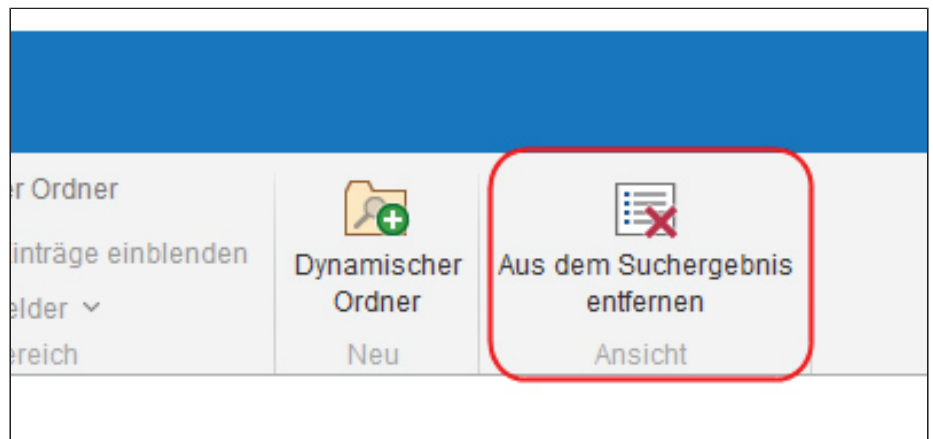 r Ordner
inträge einblenden
elder
ereich
Dynamischer
Ordner
Neu
Aus dem Suchergebnis
entfernen
Ansicht